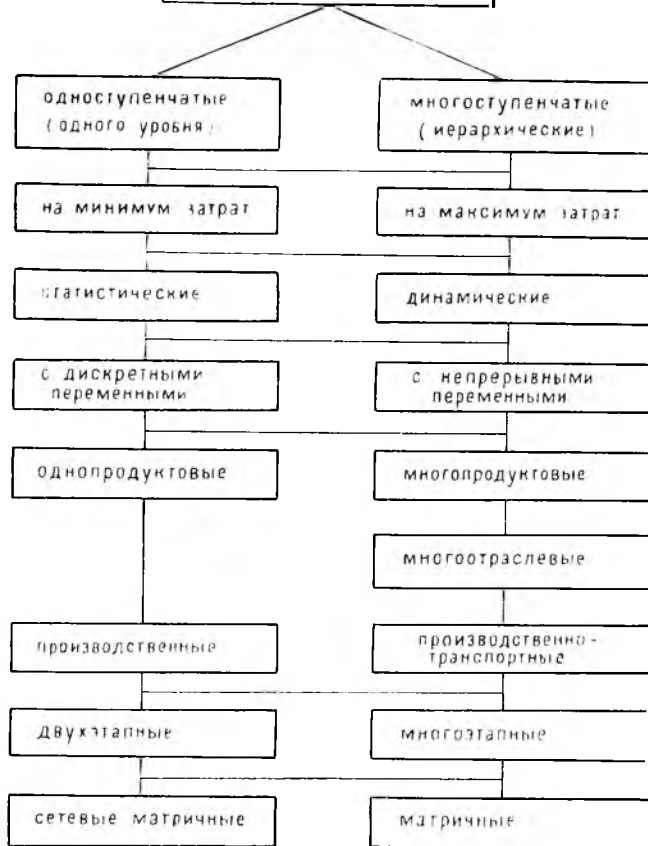 одноступенчатые
(одного уровня)
многоступенчатые
(иерархические)
на минимум затрат
на максимум затрат
статистические
динамические
с дискретными
переменными
с непрерывными
переменными
однопродуктовые
многопродуктовые
многоотраслевые
производственные
производственно-
транспортные
двухэтапные
многоэтапные
сетевые матричные
матричные